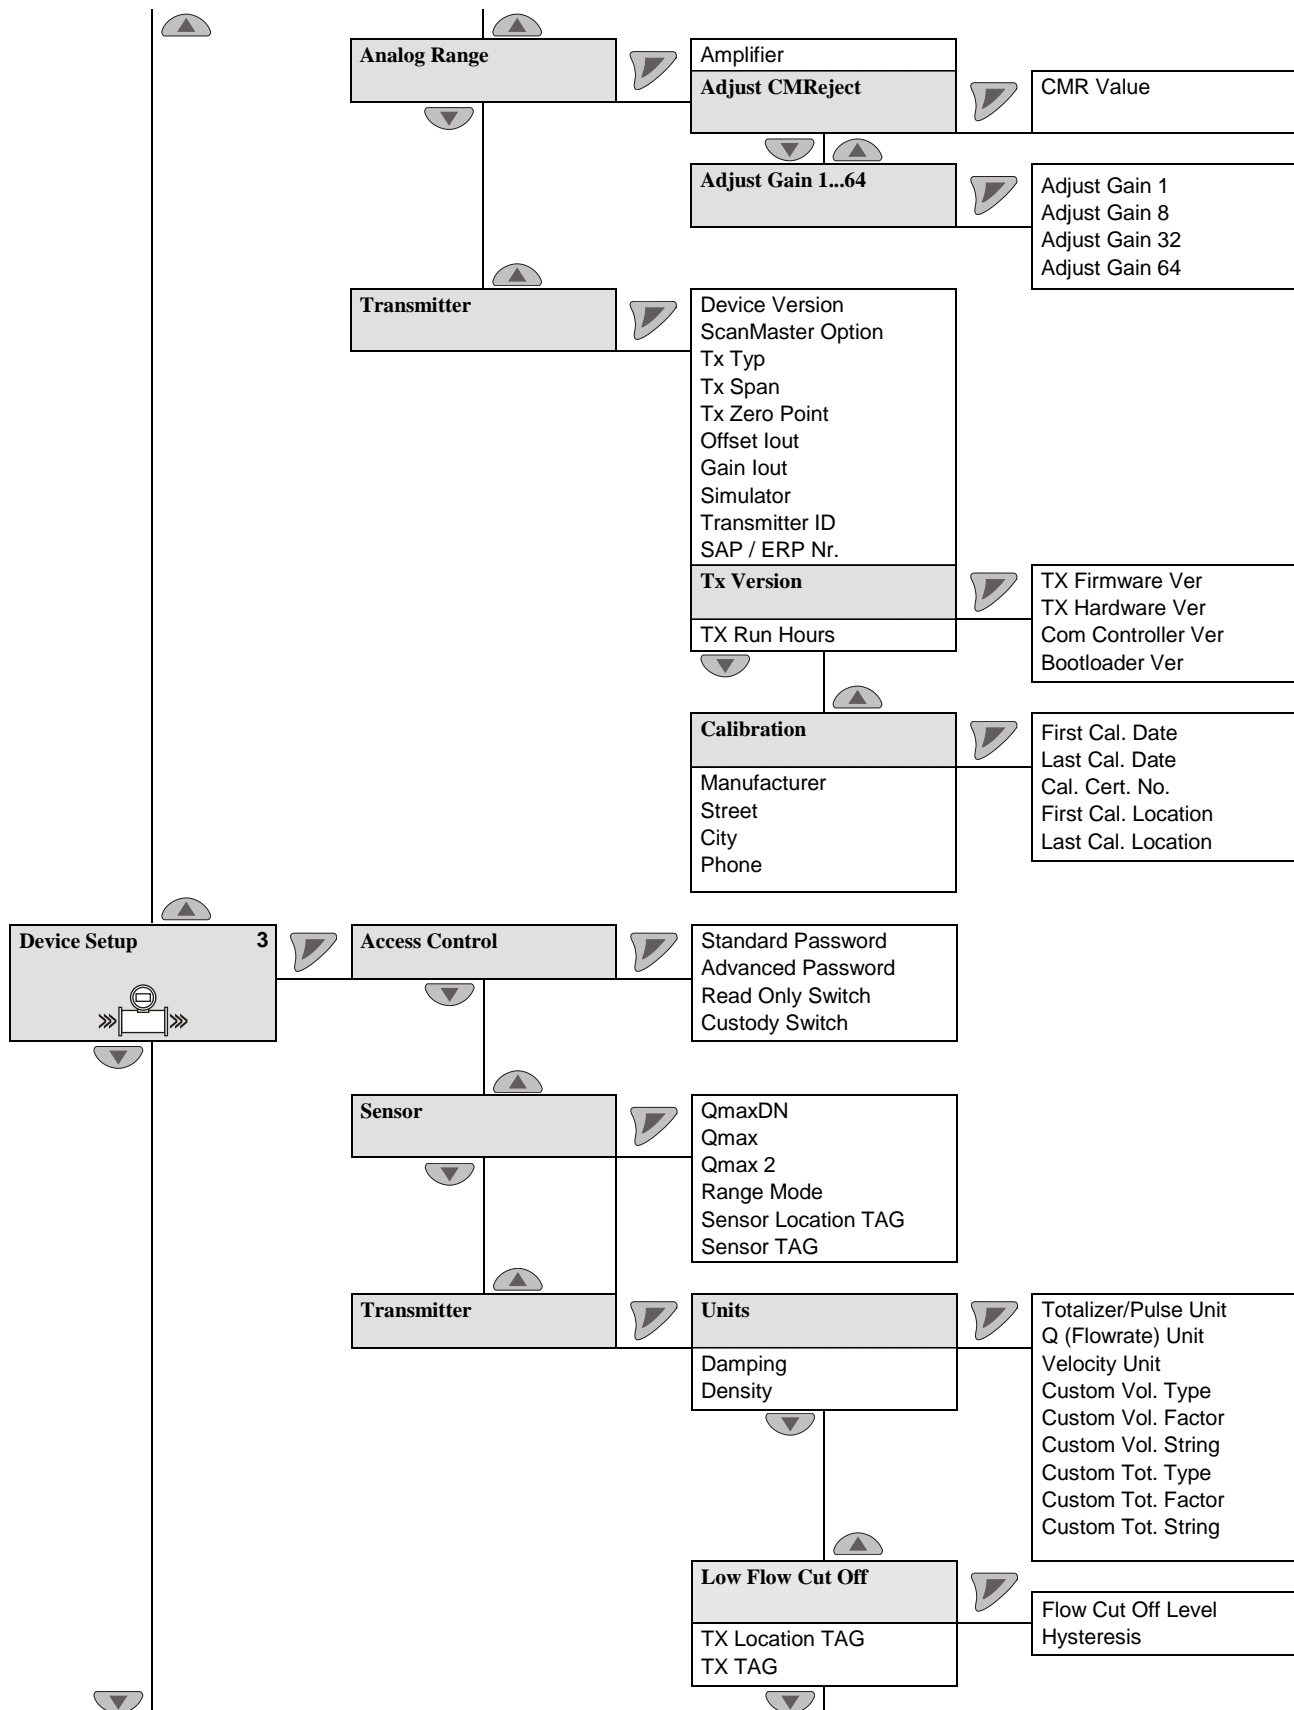 Analog Range
Amplifier
Adjust CMReject
CMR Value
Adjust Gain 1...64
Adjust Gain 1
Adjust Gain 8
Adjust Gain 32
Adjust Gain 64
Transmitter
Device Version
ScanMaster Option
Tx Typ
Tx Span
Tx Zero Point
Offset Iout
Gain Iout
Simulator
Transmitter ID
SAP / ERP Nr.
Tx Version
TX Run Hours
TX Firmware Ver
TX Hardware Ver
Com Controller Ver
Bootloader Ver
Calibration
Manufacturer
Street
City
Phone
First Cal. Date
Last Cal. Date
Cal. Cert. No.
First Cal. Location
Last Cal. Location
Device Setup 3
Access Control
Standard Password
Advanced Password
Read Only Switch
Custody Switch
Sensor
QmaxDN
Qmax
Qmax 2
Range Mode
Sensor Location TAG
Sensor TAG
Transmitter
Units
Damping
Density
Totalizer/Pulse Unit
Q (Flowrate) Unit
Velocity Unit
Custom Vol. Type
Custom Vol. Factor
Custom Vol. String
Custom Tot. Type
Custom Tot. Factor
Custom Tot. String
Low Flow Cut Off
TX Location TAG
TX TAG
Flow Cut Off Level
Hysteresis